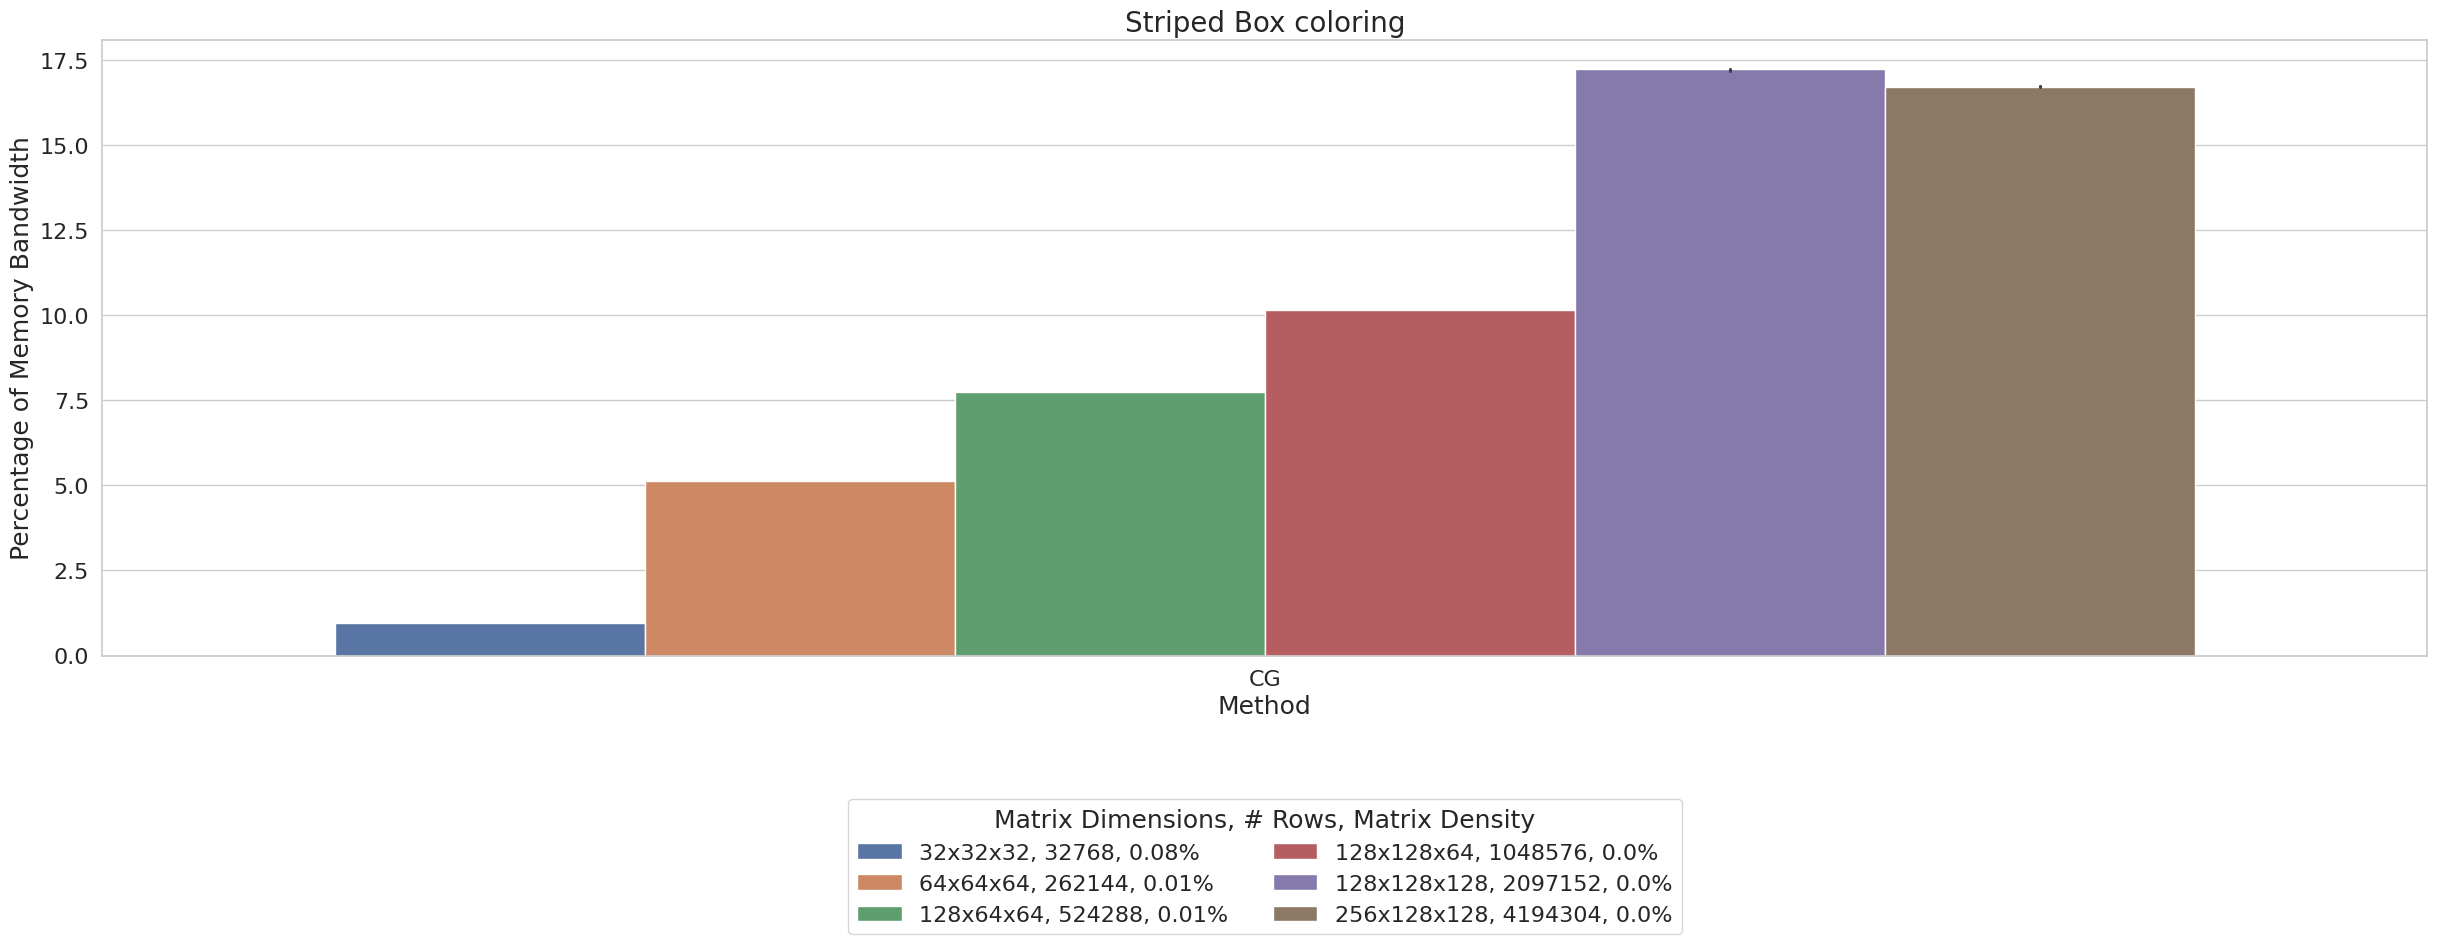 Striped Box coloring
Percentage of Memory Bandwidth
17.5
15.0
12.5
10.0
7.5
5.0
2.5
0.0
CG
Method
Matrix Dimensions, # Rows, Matrix Density
32x32x32, 32768, 0.08%
64x64x64, 262144, 0.01%
128x64x64, 524288, 0.01%
128x128x64, 1048576, 0.0%
128x128x128, 2097152, 0.0%
256x128x128, 4194304, 0.0%